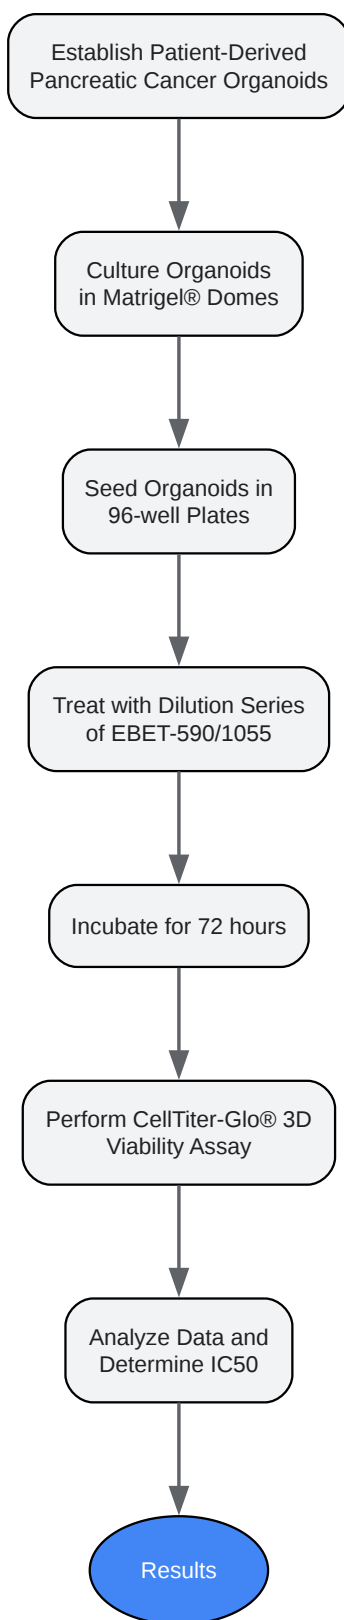 Establish Patient-Derived
Pancreatic Cancer Organoids
Culture Organoids
in Matrigel® Domes
Seed Organoids in
96-well Plates
Treat with Dilution Series
of EBET-590/1055
Incubate for 72 hours
Perform CellTiter-Glo® 3D
Viability Assay
Analyze Data and
Determine IC50
Results